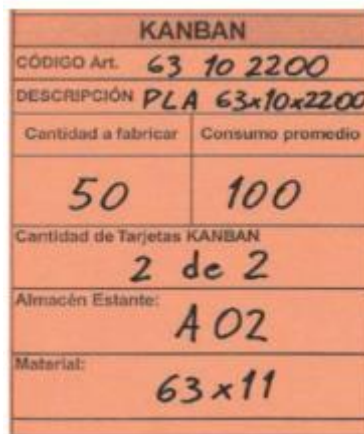 KANBAN
CÓDIGO Art. 63 10 2200
DESCRIPCIÓN PLA 63x10x2200
Cantidad a fabricar Consumo promedio
50 100
Cantidad de Tarjetas KANBAN
2 de 2
Almacén Estante:
A 02
Material:
63x11